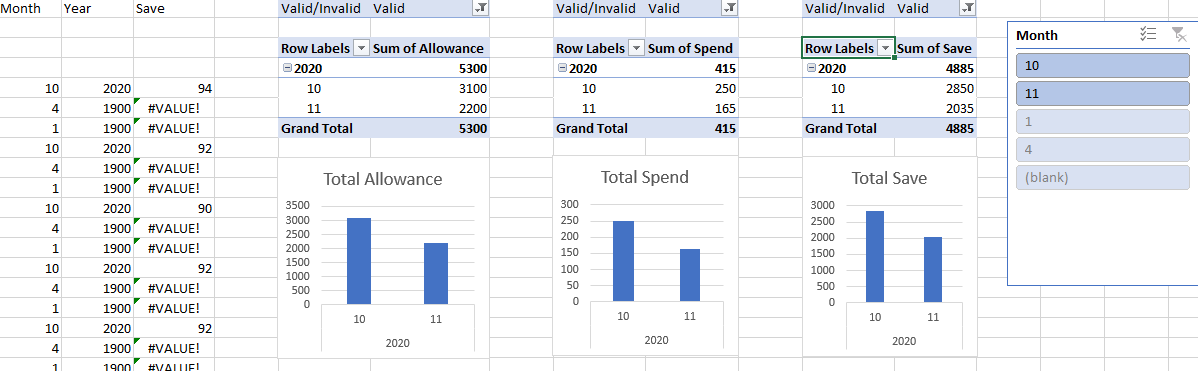 Month Year Save Valid/Invalid Valid Valid/Invalid Valid Valid/Invalid Valid
Month
Row Labels Sum of Allowance Row Labels Sum of Spend Row Labels Sum of Save
2020 5300 2020 415 2020 4885
10 2020 94 10 3100 10 250 10 2850
4 1900 #VALUE! 11 2200 11 165 11 2035
1 1900 #VALUE! Grand Total 5300 Grand Total 415 Grand Total 4885
10 2020 92
4 1900 #VALUE!
1 1900 #VALUE!
10 2020 90
4 1900 #VALUE!
1 1900 #VALUE!
10 2020 92
4 1900 #VALUE!
1 1900 #VALUE!
10 2020 92
4 1900 #VALUE!
1 1900 #VALUE!
Total Allowance
3500
3000
2500
2000
1500
1000
500
0
10 11
2020
Total Spend
300
250
200
150
100
50
0
10 11
2020
Total Save
3000
2500
2000
1500
1000
500
0
10 11
2020
10
11
1
4
(blank)